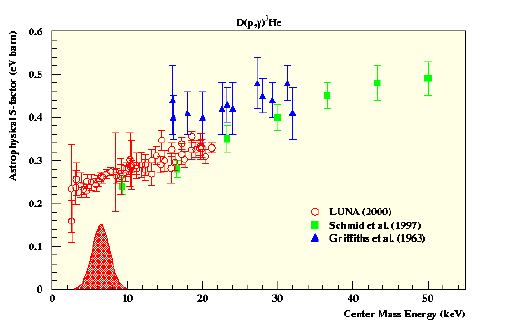 D(p,γ)³He
Astrophysical S-factor (eV barn)
0.6
0.5
0.4
0.3
0.2
0.1
0
LUNA (2000)
Schmid et al. (1997)
Griffiths et al. (1963)
0 10 20 30 40 50
Center Mass Energy (keV)